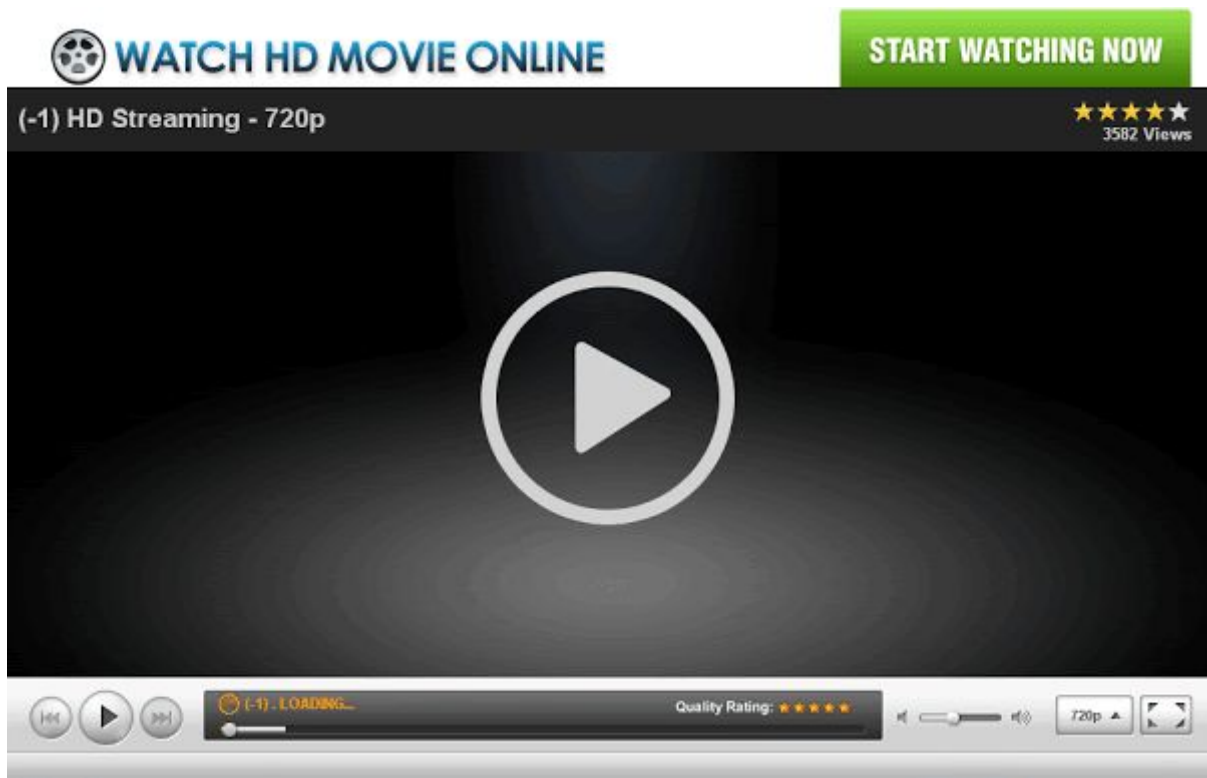 WATCH HD MOVIE ONLINE
START WATCHING NOW
(-1) HD Streaming - 720p
3582 Views
(-1) . LOADING...
Quality Rating:
720p